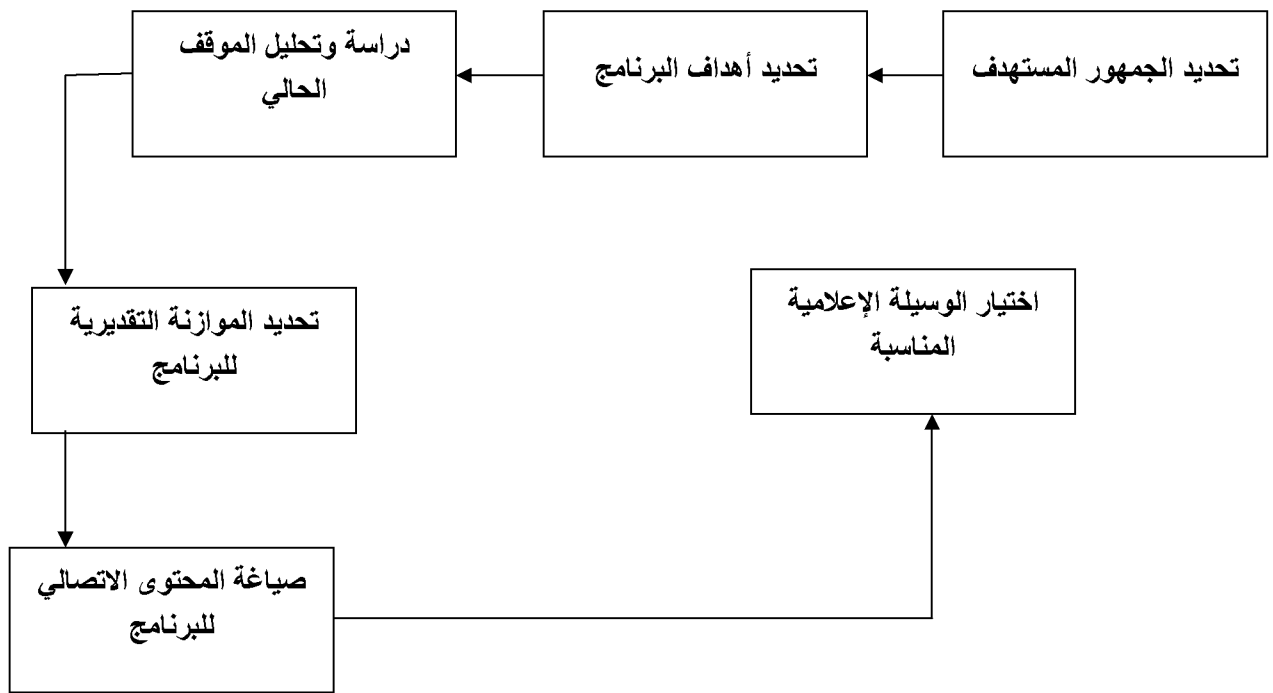 تحديد الجمهور المستهدف
تحديد أهداف البرنامج
دراسة وتحليل الموقف
الحالي
تحديد الموازنة التقديرية
للبرنامج
صياغة المحتوى الاتصالي
للبرنامج
اختيار الوسيلة الإعلامية
المناسبة